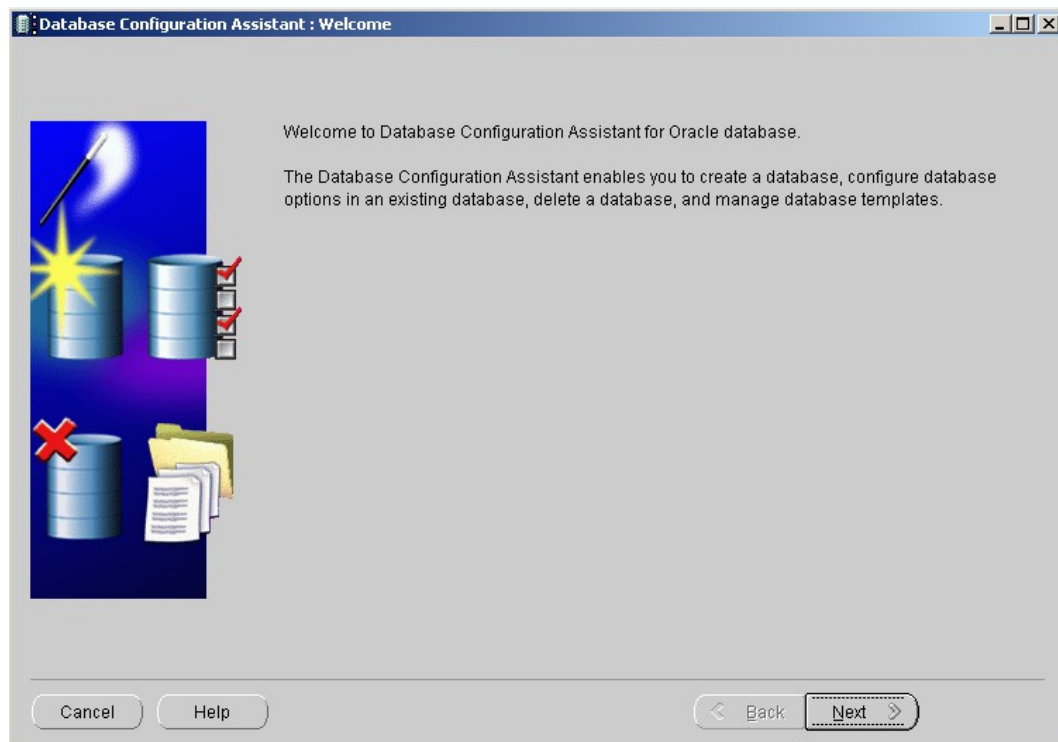 Database Configuration Assistant : Welcome
Welcome to Database Configuration Assistant for Oracle database.
The Database Configuration Assistant enables you to create a database, configure database
options in an existing database, delete a database, and manage database templates.
Cancel
Help
Back
Next